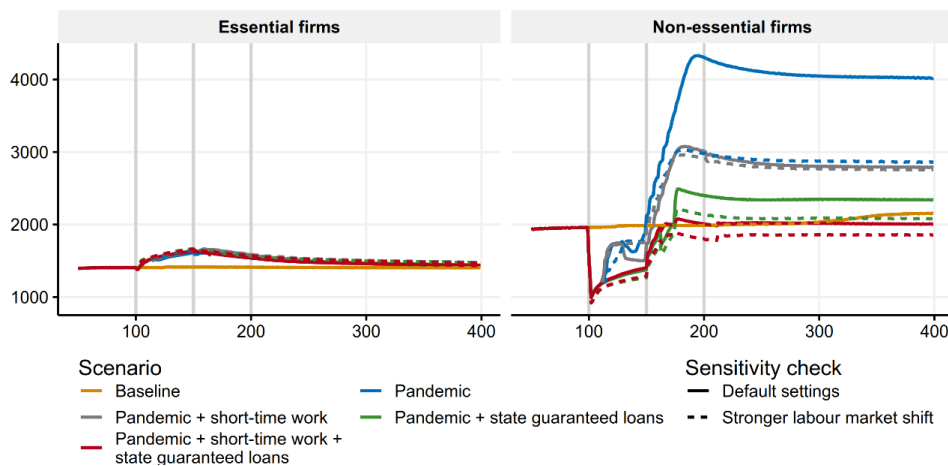 Essential firms
Non-essential firms
4000
3000
2000
1000
100 200 300 400
100 200 300 400
Scenario
Baseline
Pandemic
Pandemic + short-time work
Pandemic + state guaranteed loans
Pandemic + short-time work +
state guaranteed loans
Sensitivity check
Default settings
Stronger labour market shift